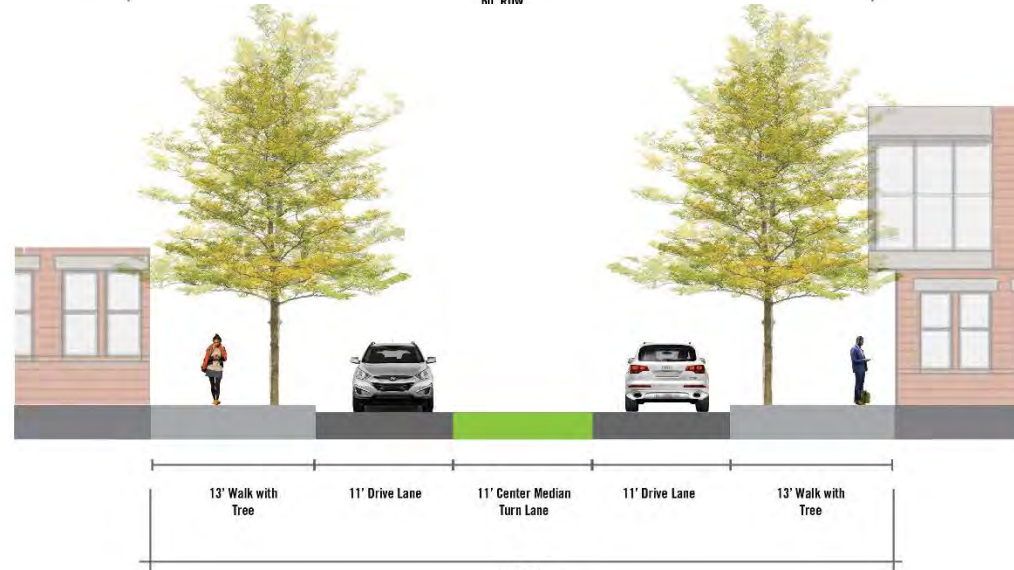 13' Walk with
Tree
11' Drive Lane
11' Center Median
Turn Lane
11' Drive Lane
13' Walk with
Tree